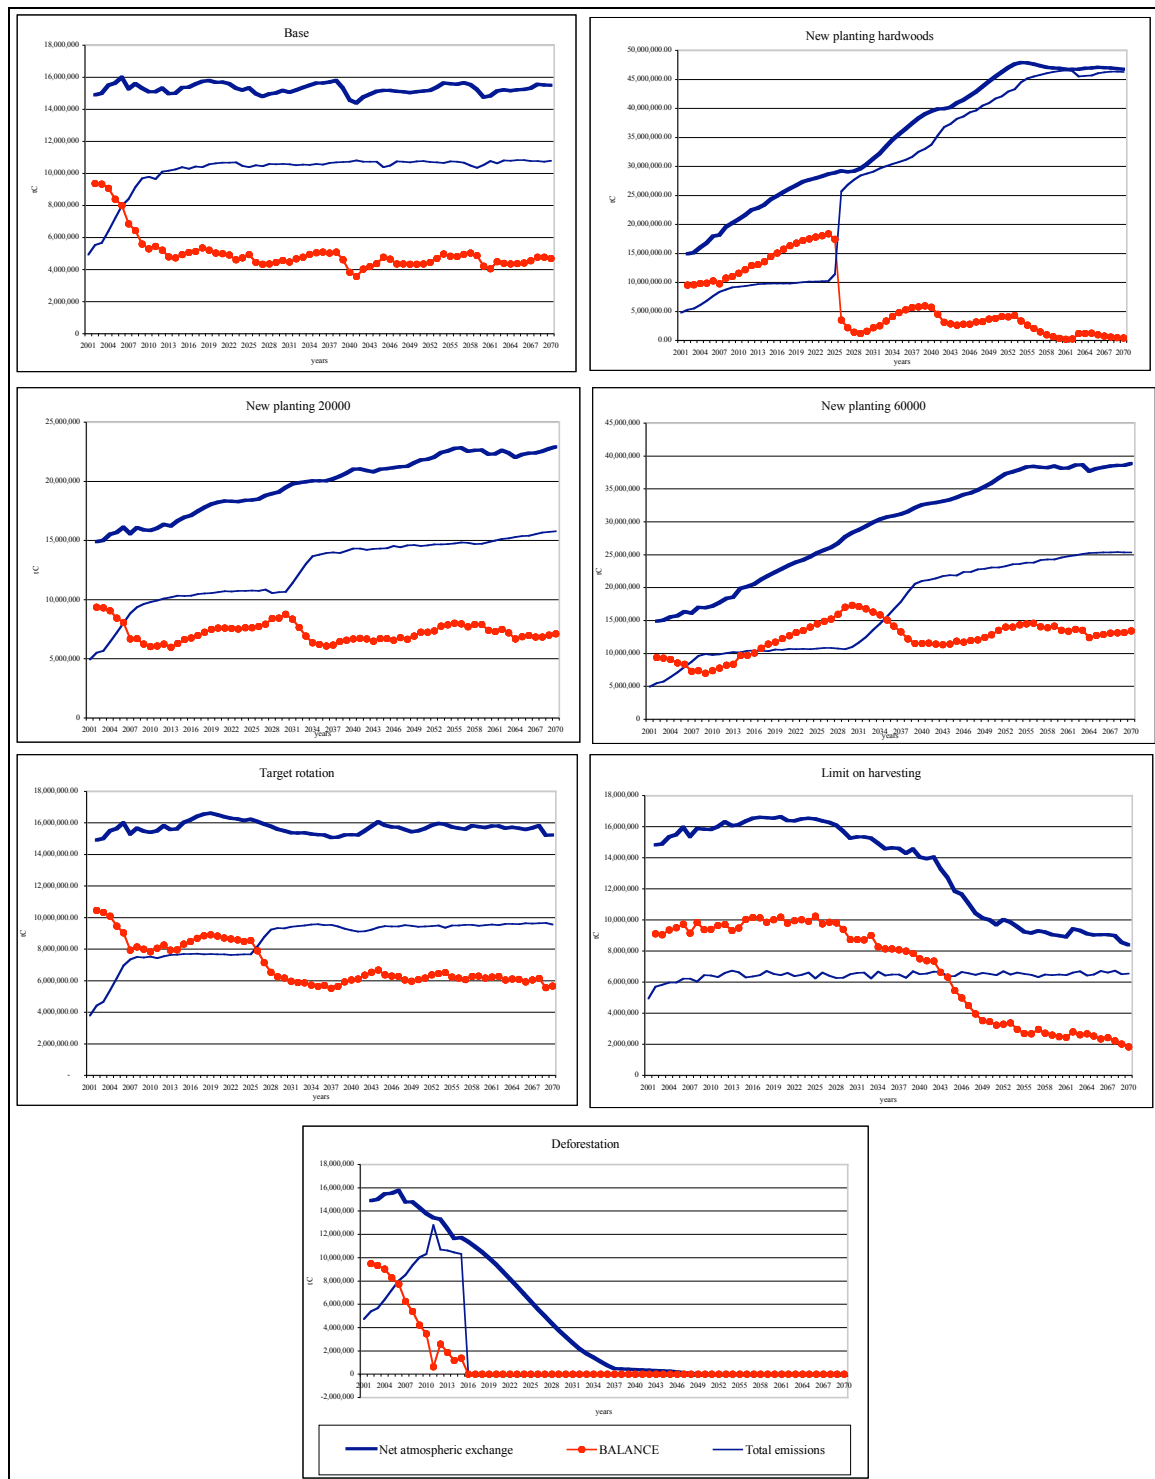 Base
18,000,000
16,000,000
14,000,000
12,000,000
10,000,000
8,000,000
6,000,000
4,000,000
2,000,000
0
tC
2001 2004 2007 2010 2013 2016 2019 2022 2025 2028 2031 2034 2037 2040 2043 2046 2049 2052 2055 2058 2061 2064 2067 2070
years
New planting hardwoods
50,000,000.00
45,000,000.00
40,000,000.00
35,000,000.00
30,000,000.00
25,000,000.00
20,000,000.00
15,000,000.00
10,000,000.00
5,000,000.00
0.00
tC
2001 2004 2007 2010 2013 2016 2019 2022 2025 2028 2031 2034 2037 2040 2043 2046 2049 2052 2055 2058 2061 2064 2067 2070
years
New planting 20000
25,000,000
20,000,000
15,000,000
10,000,000
5,000,000
0
tC
2001 2004 2007 2010 2013 2016 2019 2022 2025 2028 2031 2034 2037 2040 2043 2046 2049 2052 2055 2058 2061 2064 2067 2070
years
New planting 60000
45,000,000
40,000,000
35,000,000
30,000,000
25,000,000
20,000,000
15,000,000
10,000,000
5,000,000
0
tC
2001 2004 2007 2010 2013 2016 2019 2022 2025 2028 2031 2034 2037 2040 2043 2046 2049 2052 2055 2058 2061 2064 2067 2070
years
Target rotation
18,000,000.00
16,000,000.00
14,000,000.00
12,000,000.00
10,000,000.00
8,000,000.00
6,000,000.00
4,000,000.00
2,000,000.00
-
tC
2001 2004 2007 2010 2013 2016 2019 2022 2025 2028 2031 2034 2037 2040 2043 2046 2049 2052 2055 2058 2061 2064 2067 2070
years
Limit on harvesting
18,000,000
16,000,000
14,000,000
12,000,000
10,000,000
8,000,000
6,000,000
4,000,000
2,000,000
0
tC
2001 2004 2007 2010 2013 2016 2019 2022 2025 2028 2031 2034 2037 2040 2043 2046 2049 2052 2055 2058 2061 2064 2067 2070
years
Deforestation
18,000,000
16,000,000
14,000,000
12,000,000
10,000,000
8,000,000
6,000,000
4,000,000
2,000,000
0
-2,000,000
tC
2001 2004 2007 2010 2013 2016 2019 2022 2025 2028 2031 2034 2037 2040 2043 2046 2049 2052 2055 2058 2061 2064 2067 2070
years
Net atmospheric exchange BALANCE Total emissions